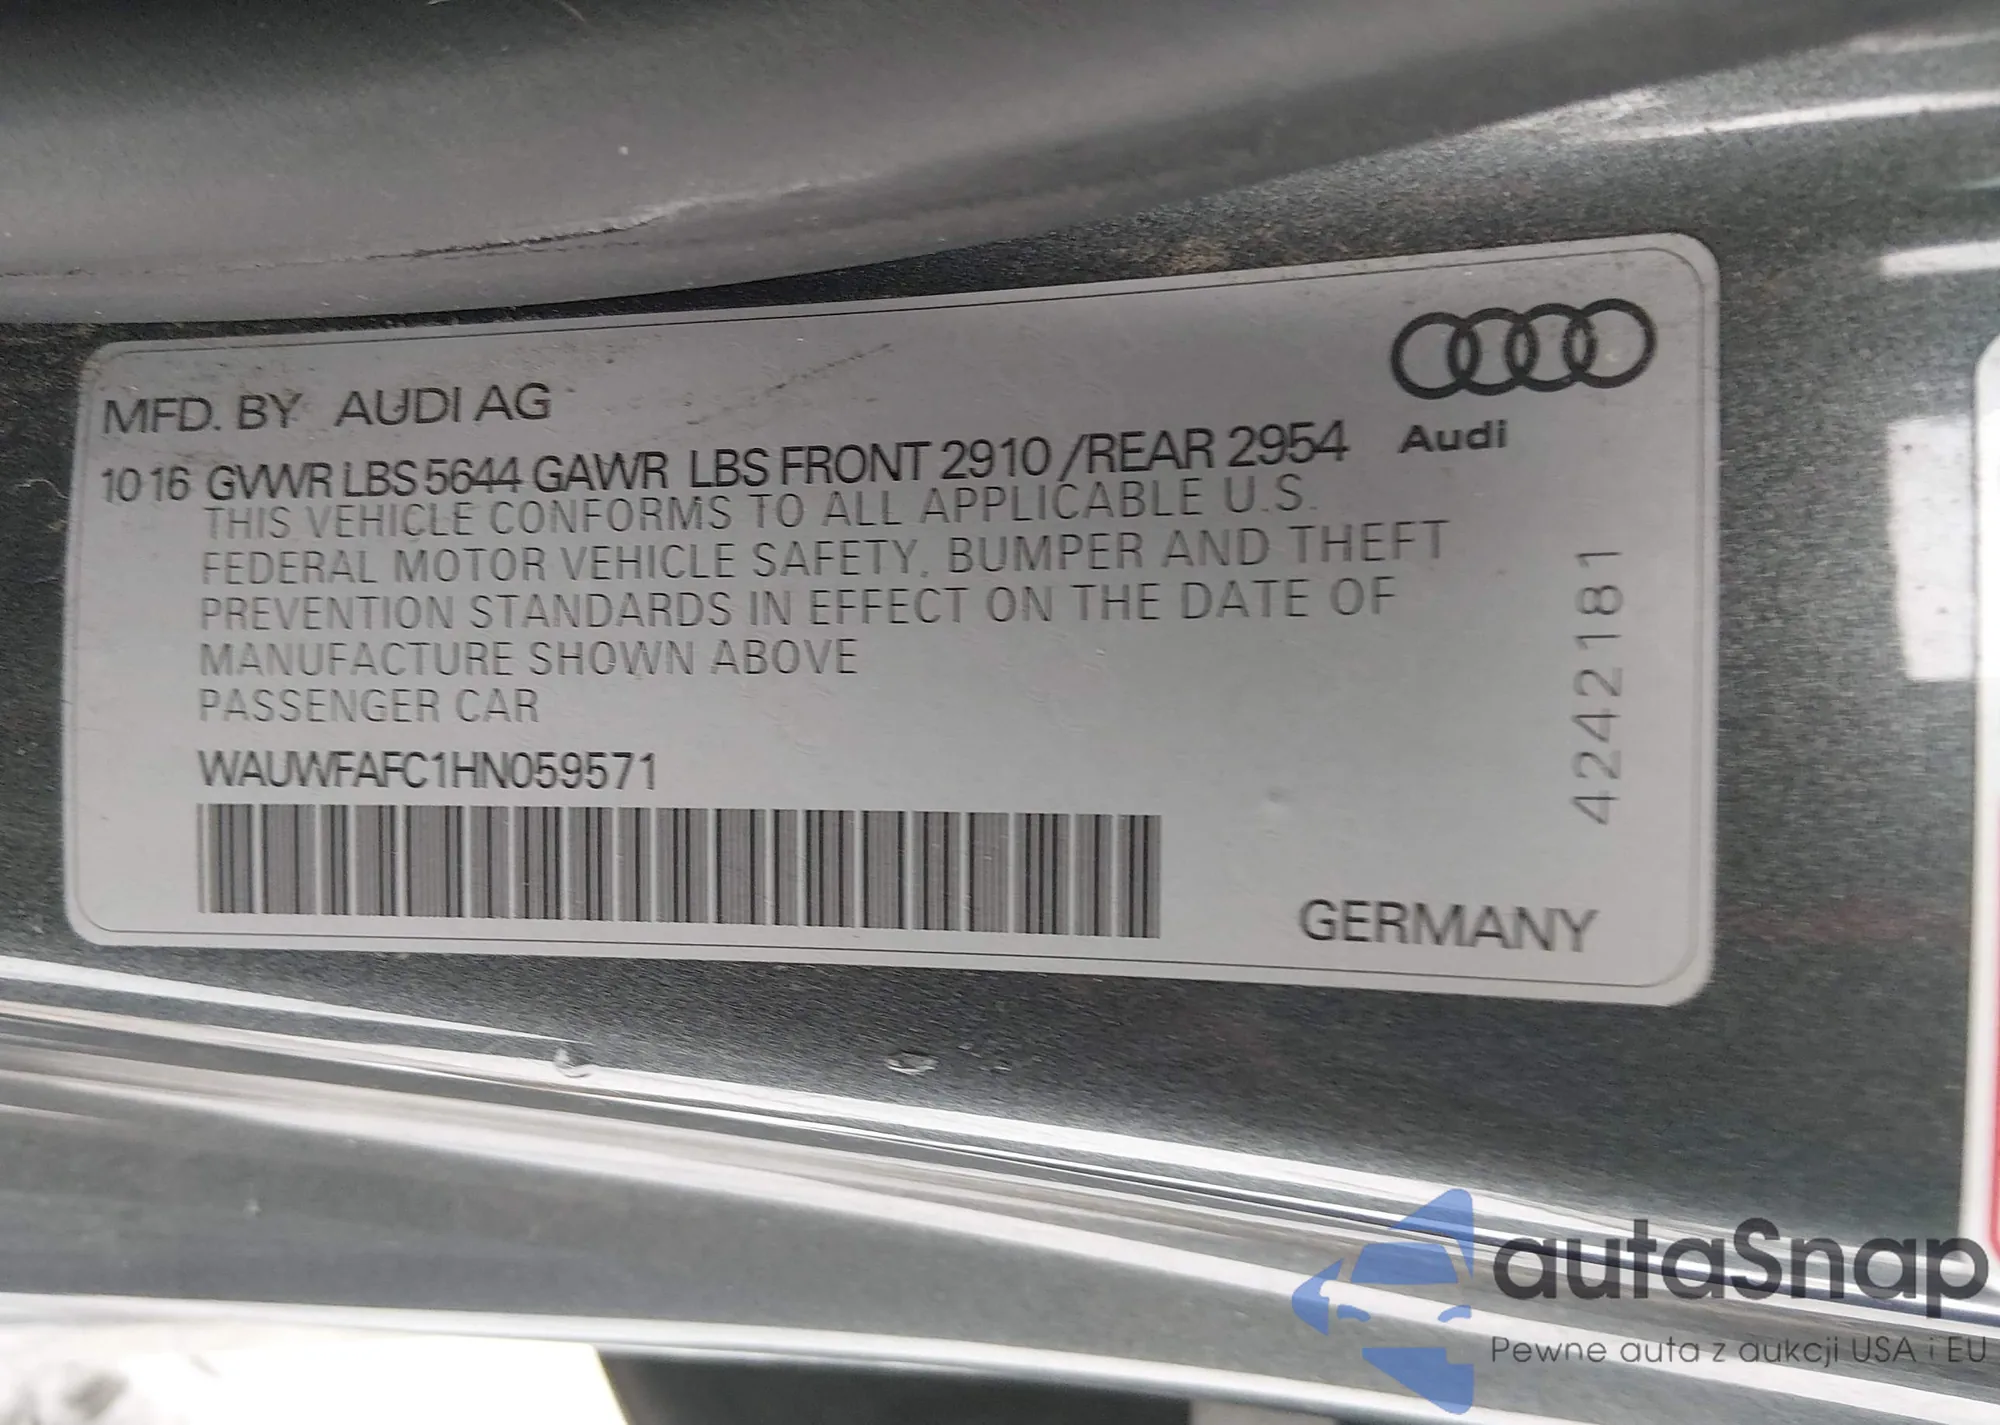 MFD. BY AUDI AG
10 16 GVWR LBS 5644 GAWR LBS FRONT 2910 /REAR 2954
Audi
THIS VEHICLE CONFORMS TO ALL APPLICABLE U.S.
FEDERAL MOTOR VEHICLE SAFETY, BUMPER AND THEFT
PREVENTION STANDARDS IN EFFECT ON THE DATE OF
MANUFACTURE SHOWN ABOVE
PASSENGER CAR
WAUWFAFC1HN059571
4242181
GERMANY
autaSnap
Pewne auta z aukcji USA i EU